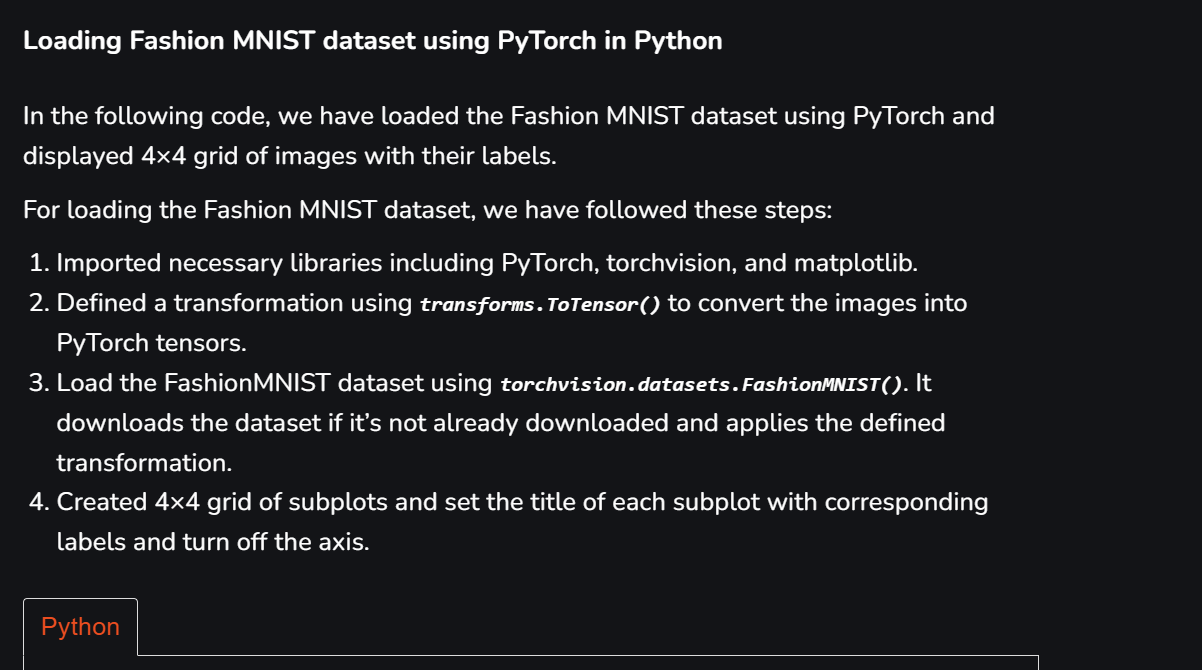 Loading Fashion MNIST dataset using PyTorch in Python
In the following code, we have loaded the Fashion MNIST dataset using PyTorch and
displayed 4×4 grid of images with their labels.
For loading the Fashion MNIST dataset, we have followed these steps:
1. Imported necessary libraries including PyTorch, torchvision, and matplotlib.
2. Defined a transformation using transforms.ToTensor() to convert the images into
PyTorch tensors.
3. Load the FashionMNIST dataset using torchvision.datasets.FashionMNIST(). It
downloads the dataset if it’s not already downloaded and applies the defined
transformation.
4. Created 4×4 grid of subplots and set the title of each subplot with corresponding
labels and turn off the axis.
Python